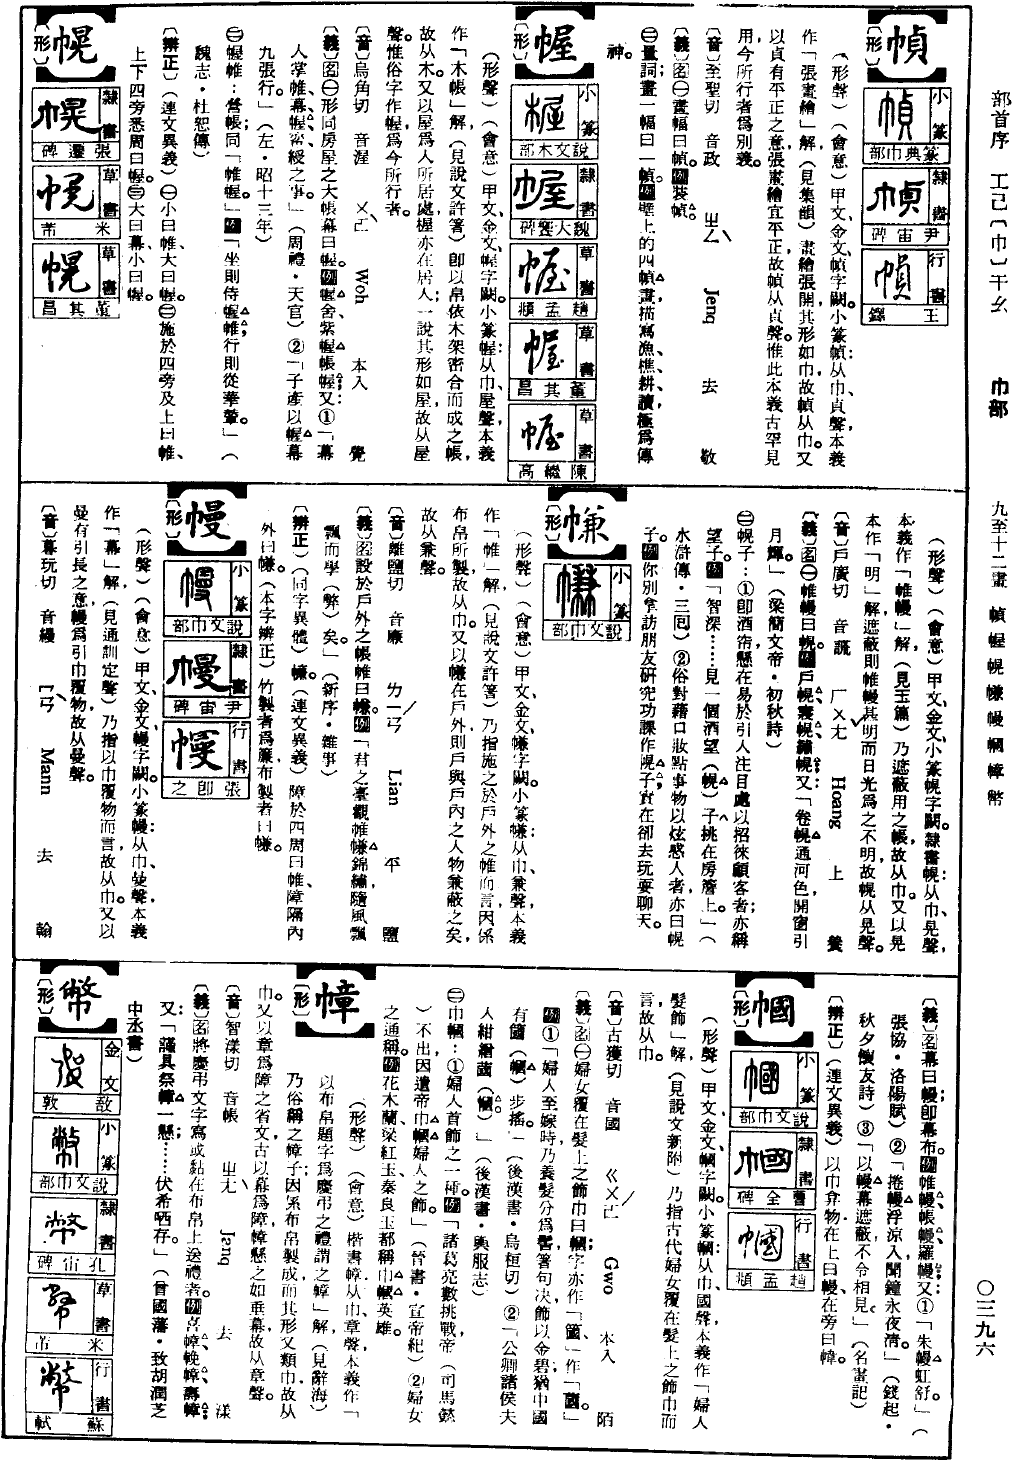 部首序　工己〔巾〕干幺　　巾部　　九至十二畫　幀幄幌㡘幔幗幛幣　　〇三九六
幀
〔形〕
小篆　篆典巾部
隸書　尹宙碑
行書　王鐸
（形聲）（會意）甲文、金文幀字闕。小篆幀：从巾、貞聲，本義
作「張畫繪」解（見集韻）畫繪張開其形如巾，故幀从巾。又
以貞有平正之意，張畫繪宜平正，故幀从貞聲。惟此本義古罕見
用，今所行者為別義。
〔音〕至聖切　音政　ㄓㄥˋ　Jenq　去　敬
〔義〕名㊀畫幅曰幀。例裝幀。
㊁量詞：畫一幅曰一幀。例壁上的四幀畫，描寫漁、樵、耕、讀，極為傳
神。
幄
〔形〕
小篆　說文木部
隸書　魏大饗碑
草書　趙孟頫
草書　董其昌
草書　陳繼高
（形聲）（會意）甲文、金文幄字闕。小篆幄：从巾、屋聲，本義
作「木帳」解，（見說文許箸）卽以帛依木架密合而成之帳，
故从木。又以屋為人所居處，幄亦在居人；一說其形如屋，故从屋
聲。惟俗字作幄，為今所行者。
〔音〕烏角切　音渥　ㄨㄛˋ　Woh　本入　覺
〔義〕名㊀形同房屋之大帳幕曰幄。例幄舍、紫幄、帳幄；又：①「幕
人掌帷、幕、幄、帟、綬之事。」（周禮・天官）②「子產以幄幕
九張行。」（左・昭十三年）
㊁幄帷：營帳；同「帷幄。」例「坐則侍幄帷；行則從華輦。」（
魏志・杜恕傳）
〔辨正〕（連文異義）㊀小曰帷、大曰幄。㊁施於四旁及上曰帷、
上下四旁悉周曰幄。㊂大曰幕、小曰幄。
幌
〔形〕
隸書　張遷碑
草書　米芾
草書　董其昌
（形聲）（會意）甲文、金文、小篆幌字闕。隸書幌：从巾、晃聲，
本義作「帷幔」解，（見玉篇）乃遮蔽用之帳，故从巾。又以晃
本作「明」解，遮蔽則帷幔其明而日光為之不明，故幌从晃聲。
〔音〕戶廣切　音謊　ㄏㄨㄤˇ　Hoang　上　養
〔義〕名㊀帷幔曰幌。例戶幌、寢幌、繡幌；又「卷幌通河色，開窗引
月輝。」（梁簡文帝・初秋詩）
㊁幌子：①卽酒帘，懸在易於引人注目處以招徠顧客者；亦稱
望子。例「智深……見一個酒望（幌）子，挑在房簷上。」（
水滸傳・三回）②俗對藉口妝點事物以炫惑人者亦曰幌
子。例你別拿訪朋友、研究功課作幌子，實在卻去玩耍聊天。
㡘
〔形〕
小篆　說文巾部
（形聲）（會意）甲文、金文㡘字闕。小篆㡘：从巾、兼聲，本義
作「帷」解，（見說文許箸）乃指施之於戶外之帷而言，因係
布帛所製，故从巾。又以㡘在戶外，則戶與戶內之人物兼蔽之矣，
故从兼聲。
〔音〕離鹽切　音廉　ㄌㄧㄢˊ　Lian　平　鹽
〔義〕名設於戶外之帳帷曰㡘。例「君之臺觀，帷㡘錦繡，隨風飄
飄而學（弊）矣。」（新序・雜事）
〔辨正〕（同字異體）㡘。（連文異義）障於四周曰帷、障隔內
外曰㡘。（本字辨正）竹製者為簾，布製者曰㡘。
幔
〔形〕
小篆　說文巾部
隸書　尹宙碑
行書　張卽之
（形聲）（會意）甲文、金文幔字闕。小篆幔：从巾、曼聲，本義
作「幕」解，（見通訓定聲）乃指以巾覆物而言，故从巾。又以
曼有引長之意，幔為引巾覆物，故从曼聲。
〔音〕幕玩切　音縵　ㄇㄢˋ　Mann　去　翰
〔義〕名幕曰幔，卽幕布。例帷幔、帳幔、羅幔；又①「朱幔虹舒。」（
張協・洛陽賦）②「捲幔浮涼入，聞鐘永夜清。」（錢起・
秋夕懷友詩）③「以幔幕遮蔽，不令相見。」（名畫記）
〔辨正〕（連文異義）以巾弇物，在上曰幔、在旁曰幃。
幗
〔形〕
小篆　說文巾部
隸書　魯全碑
行書　趙孟頫
（形聲）甲文、金文、幗字闕。小篆幗：从巾、國聲，本義作「婦人
髮飾」解，（見說文新附）乃指古代婦女覆在髮上之飾巾而
言，故从巾。
〔音〕古獲切　音國　ㄍㄨㄛˊ　Gwo　本入　陌
〔義〕名㊀婦女覆在髮上之飾巾曰幗；字亦作「簂，」作「蔮。」
例①「婦人至嫁時，乃養髮分為髻，箸句決，飾以金碧，猶中國
有簂（幗）步搖。」（後漢書・烏桓切）②「公卿諸侯夫
人紺繒蔮（幗）。」（後漢書・輿服志）
㊁巾幗：①婦人首飾之一種。例「諸葛亮數挑戰，帝（司馬懿
）不出，因遺帝巾幗婦人之飾。」（晉書・宣帝紀）②婦女
之通稱。例花木蘭、梁紅玉、秦良玉都稱巾幗英雄。
幛
〔形〕
（形聲）（會意）楷書幛：从巾、章聲，本義作「
以布帛題字為慶弔之禮謂之幛」解，（見辭海）
乃俗稱之幛子；因係布帛製成而其形又類巾，故从
巾。又以章為障之省文，古以幕為障，幛懸之如垂幕，故从章聲。
〔音〕智漾切　音帳　ㄓㄤˋ　Janq　去　漾
〔義〕名將慶弔文字寫或黏在布帛上送禮者。例喜幛、輓幛、壽幛；
又：「謹具祭幛一懸；……伏希哂存。」（曾國藩・致胡潤芝
中丞書）
幣
〔形〕
金文　敔敦
小篆　說文巾部
隸書　孔宙碑
草書　米芾
行書　蘇軾